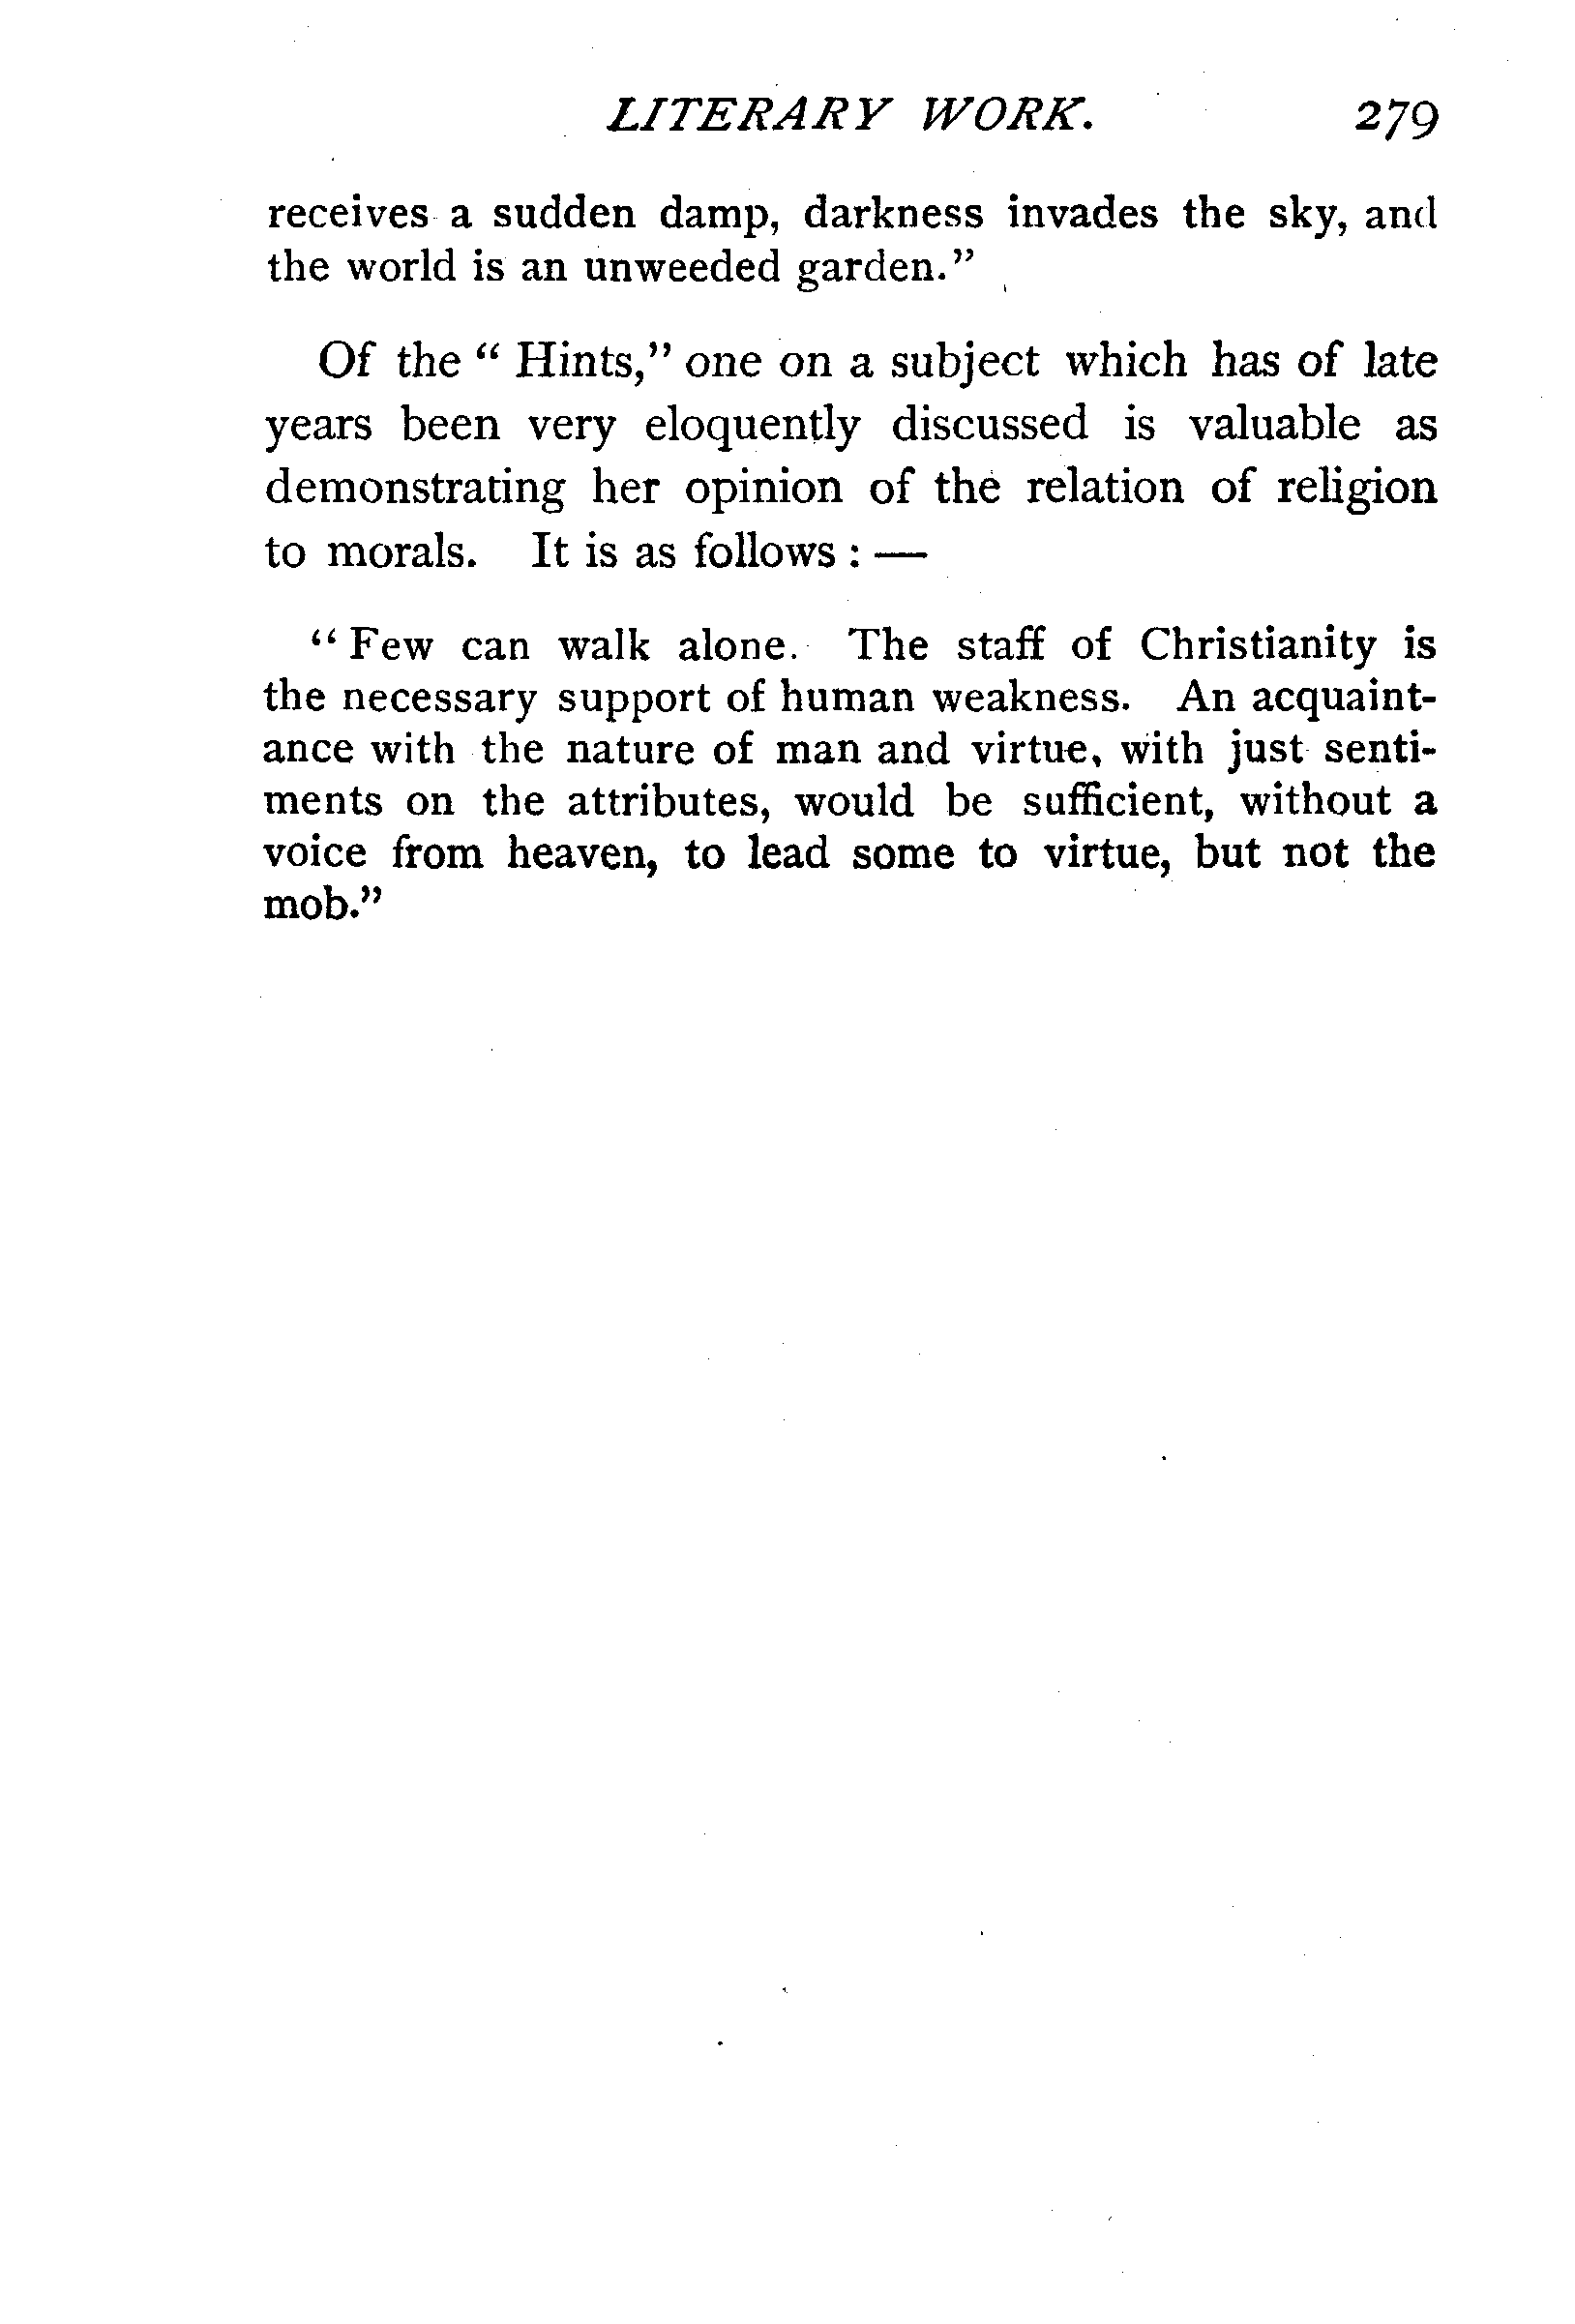 LITERARY WORK. 279
receives a sudden damp, darkness invades the sky, and
the world is an unweeded garden."
Of the "Hints," one on a subject which has of late
years been very eloquently discussed is valuable as
demonstrating her opinion of the relation of religion
to morals. It is as follows :—
"Few can walk alone. The staff of Christianity is
the necessary support of human weakness. An acquaint-
ance with the nature of man and virtue, with just senti-
ments on the attributes, would be sufficient, without a
voice from heaven, to lead some to virtue, but not the
mob."